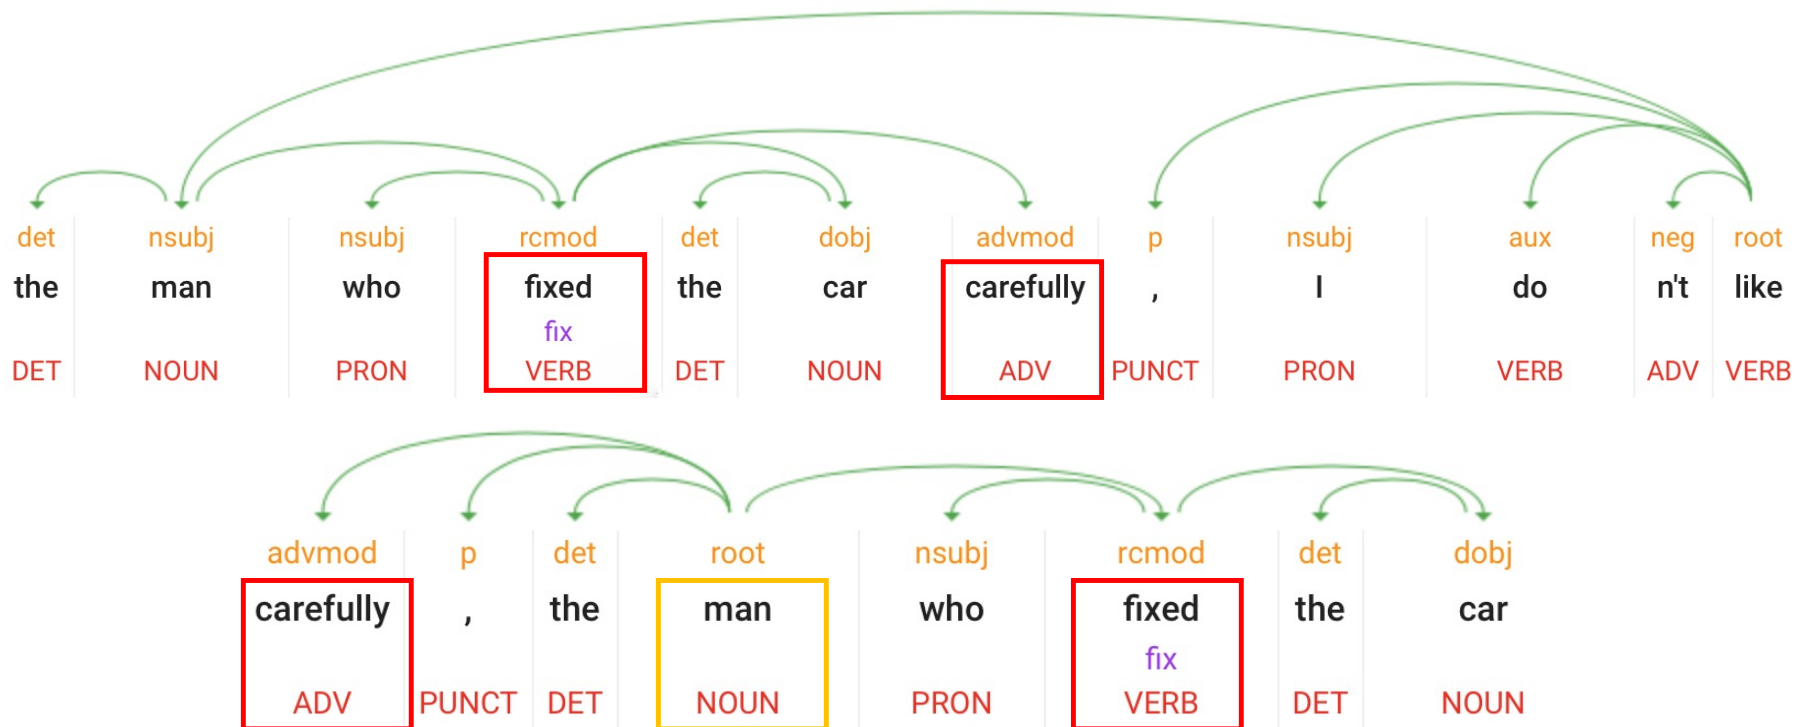 det nsubj nsubj rcmod det dobj advmod p nsubj aux neg root
the man who fixed the car carefully , I do n't like
fix
DET NOUN PRON VERB DET NOUN ADV PUNCT PRON VERB ADV VERB
advmod p det root nsubj rcmod det dobj
carefully , the man who fixed the car
fix
ADV PUNCT DET NOUN PRON VERB DET NOUN